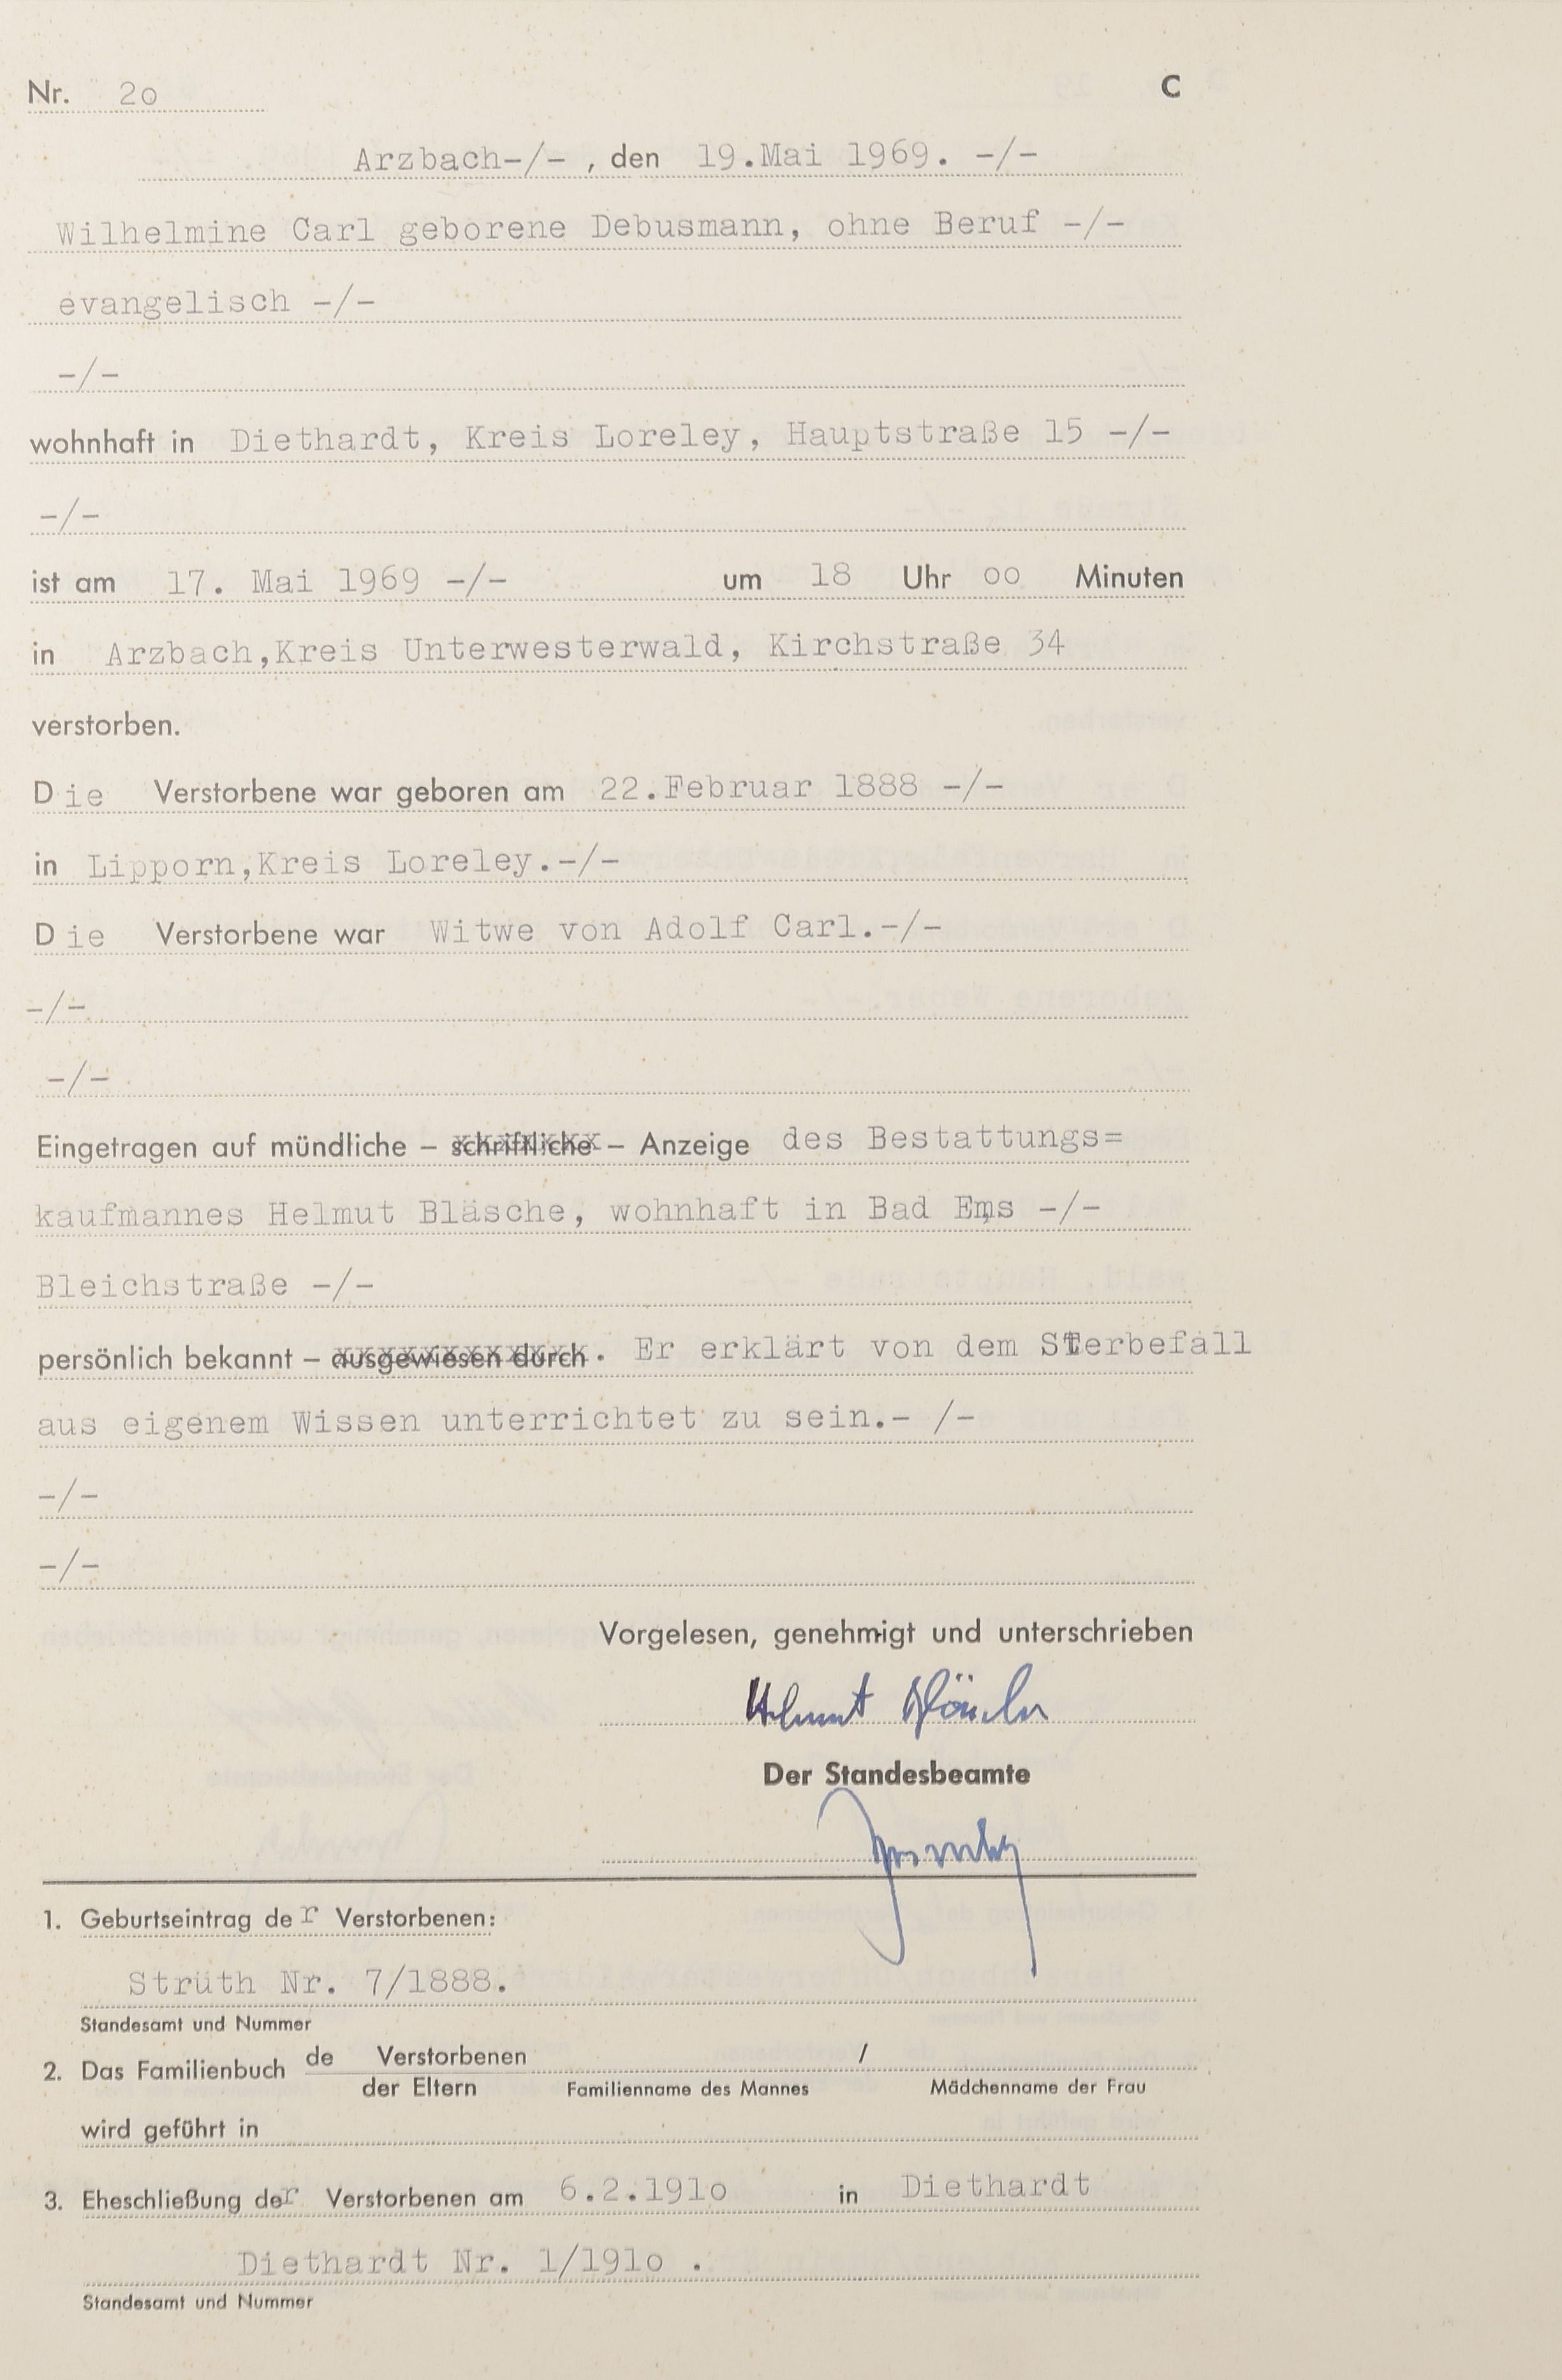 Nr. 2o C
Arzbach-/- , den 19.Mai 1969. -/-
Wilhelmine Carl geborene Debusmann, ohne Beruf -/-
evangelisch -/-
-/-
wohnhaft in Diethardt, Kreis Loreley, Hauptstraße 15 -/-
-/-
ist am 17. Mai 1969 -/- um 18 Uhr oo Minuten
in Arzbach,Kreis Unterwesterwald, Kirchstraße 34
verstorben.
Die Verstorbene war geboren am 22.Februar 1888 -/-
in Lipporn,Kreis Loreley.-/-
Die Verstorbene war Witwe von Adolf Carl.-/-
-/-
-/-
Eingetragen auf mündliche – schriftliche – Anzeige des Bestattungs=
kaufmannes Helmut Bläsche, wohnhaft in Bad Ems -/-
Bleichstraße -/-
persönlich bekannt – ausgewiesen durch. Er erklärt von dem Sterbefall
aus eigenem Wissen unterrichtet zu sein.- /-
-/-
-/-
Vorgelesen, genehmigt und unterschrieben
Helmut Bläsche
Der Standesbeamte
1. Geburtseintrag der Verstorbenen:
Strüth Nr. 7/1888.
Standesamt und Nummer
2. Das Familienbuch de Verstorbenen /
der Eltern Familienname des Mannes Mädchenname der Frau
wird geführt in
3. Eheschließung der Verstorbenen am 6.2.191o in Diethardt
Diethardt Nr. 1/191o .
Standesamt und Nummer